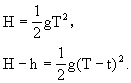 H = 1/2 gT²,
H − h = 1/2 g(T − t)².